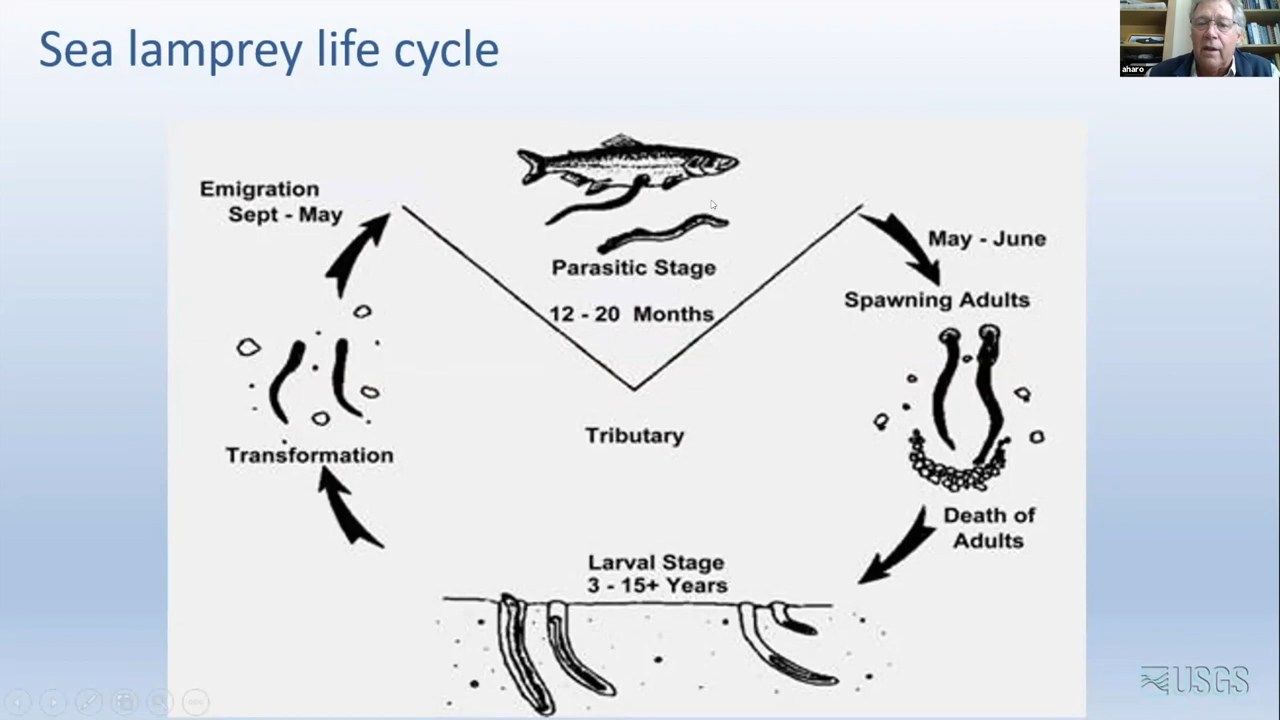 Sea lamprey life cycle
aharo
Emigration
Sept - May
May - June
Parasitic Stage
12 - 20 Months
Spawning Adults
Tributary
Transformation
Death of
Adults
Larval Stage
3 - 15+ Years
USGS